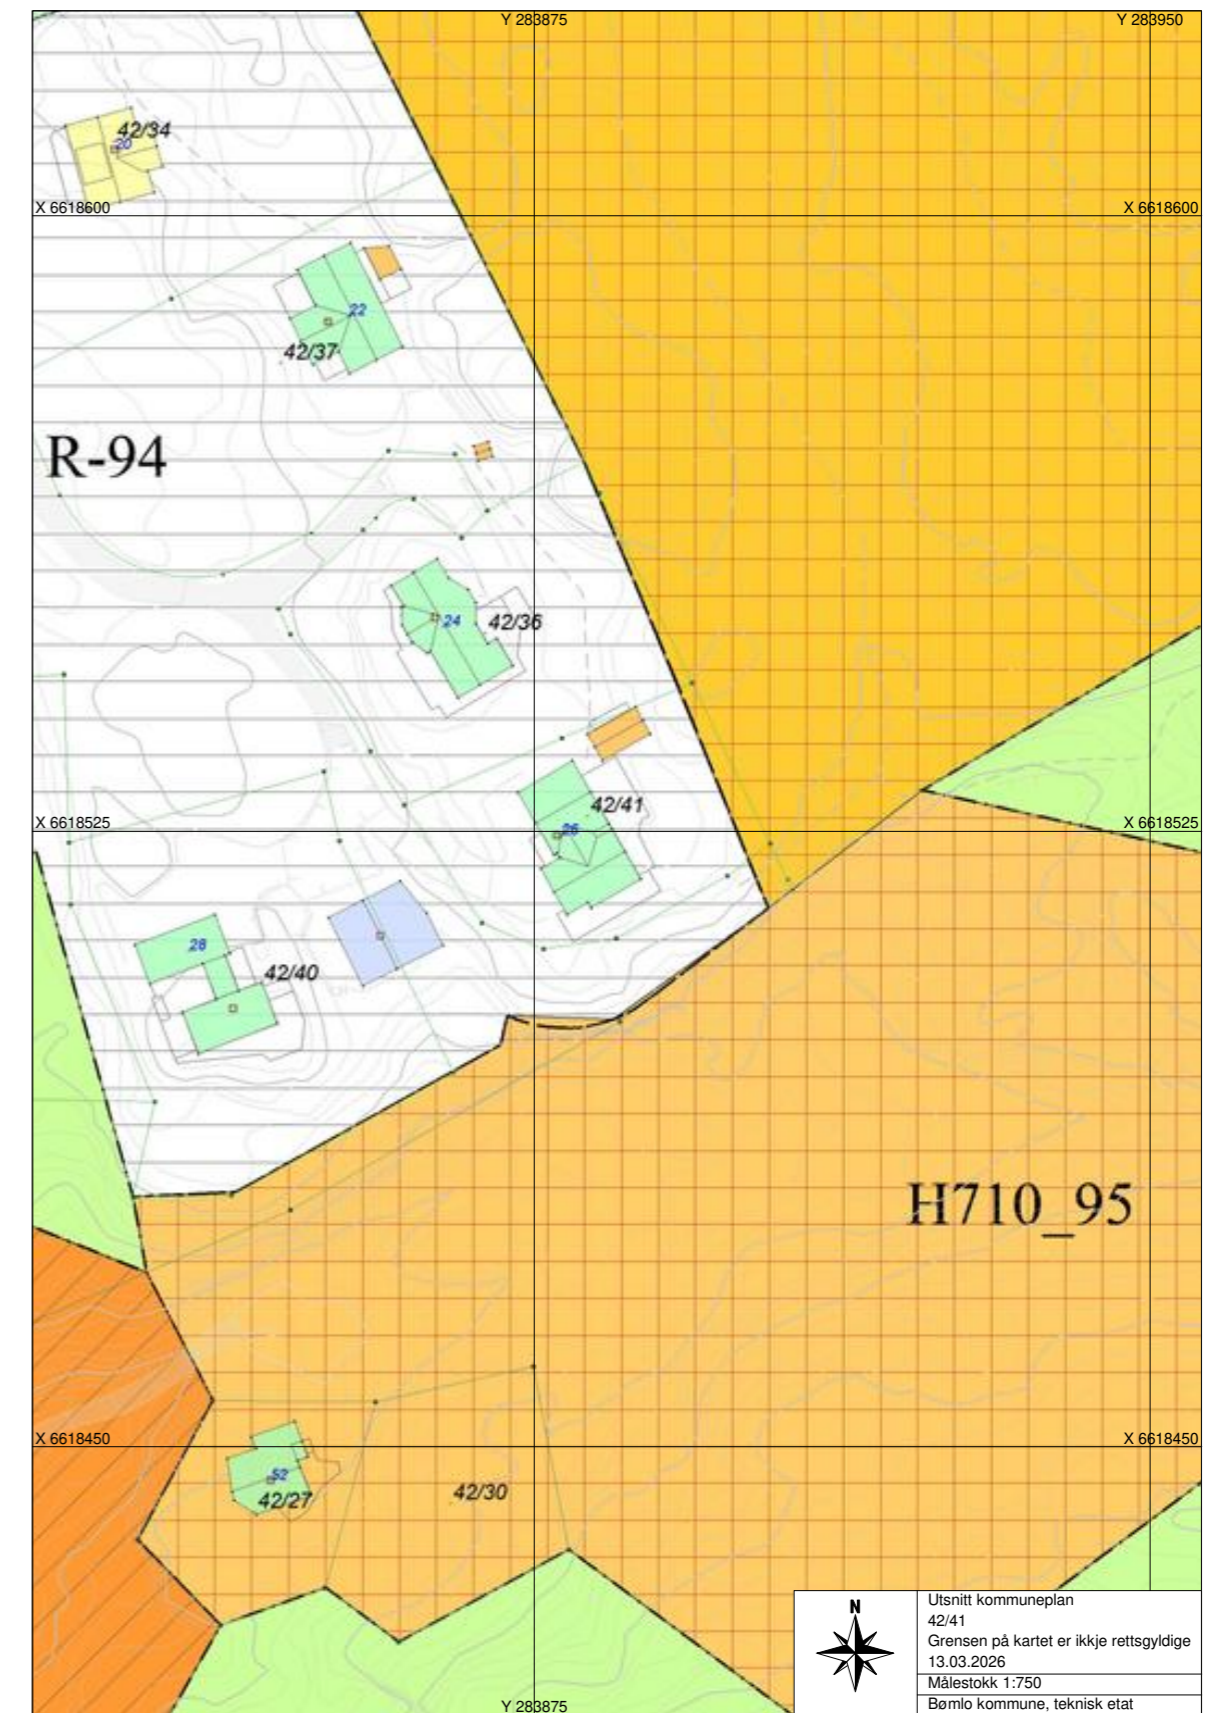 Y 283875
Y 283950
42/34
20
X 6618600
X 6618600
22
42/37
R-94
24
42/36
42/41
26
X 6618525
X 6618525
28
42/40
H710_95
X 6618450
X 6618450
52
42/27
42/30
N
Utsnitt kommuneplan
42/41
Grensen på kartet er ikkje rettsgyldige
13.03.2026
Målestokk 1:750
Bømlo kommune, teknisk etat
Y 283875